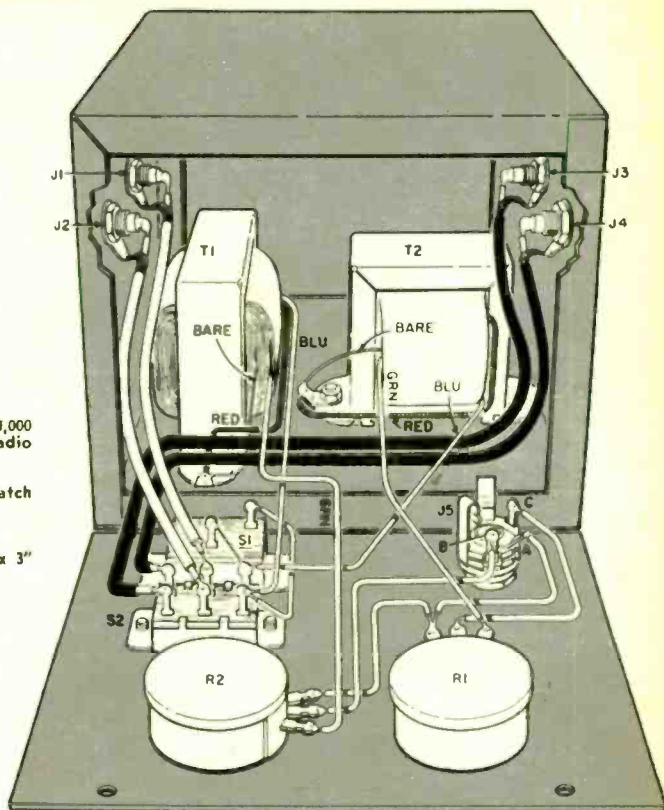 J1
J3
J2
J4
T1
T2
BARE
BLU
BARE
GRN
BLU
RED
RED
,000
adio
atch
x 3"
GRN
J5
C
S1
B
A
S2
R2
R1